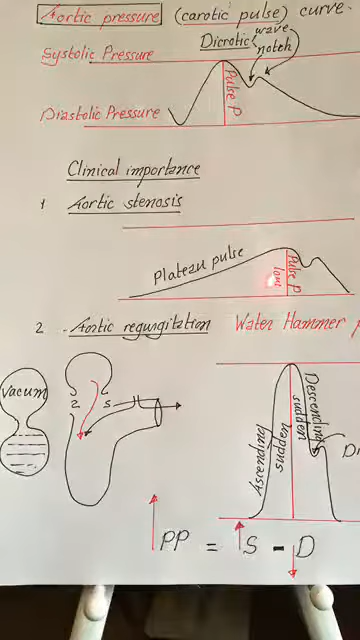 Aortic pressure (carotic pulse) curve.
Dicrotic wave
notch
Systolic Pressure
Pulse P
Diastolic Pressure
Clinical importance
1 Aortic stenosis
Plateau pulse
Pulse P
low
2 - Aortic regurgitation Water Hammer
Vacum
2 S
Ascending
sudden
Descending
sudden
PP = S - D